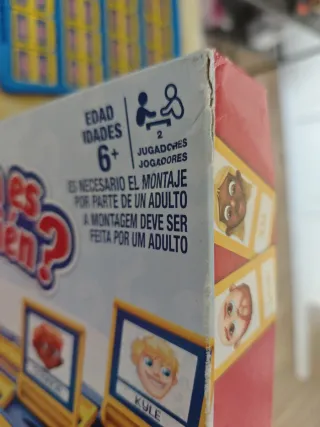 EDAD
IDADES
6+
2
JUGADORES
JOGADORES
ES NECESARIO EL MONTAJE
POR PARTE DE UN ADULTO
A MONTAGEM DEVE SER
FEITA POR UM ADULTO
es
ién?
KYLE